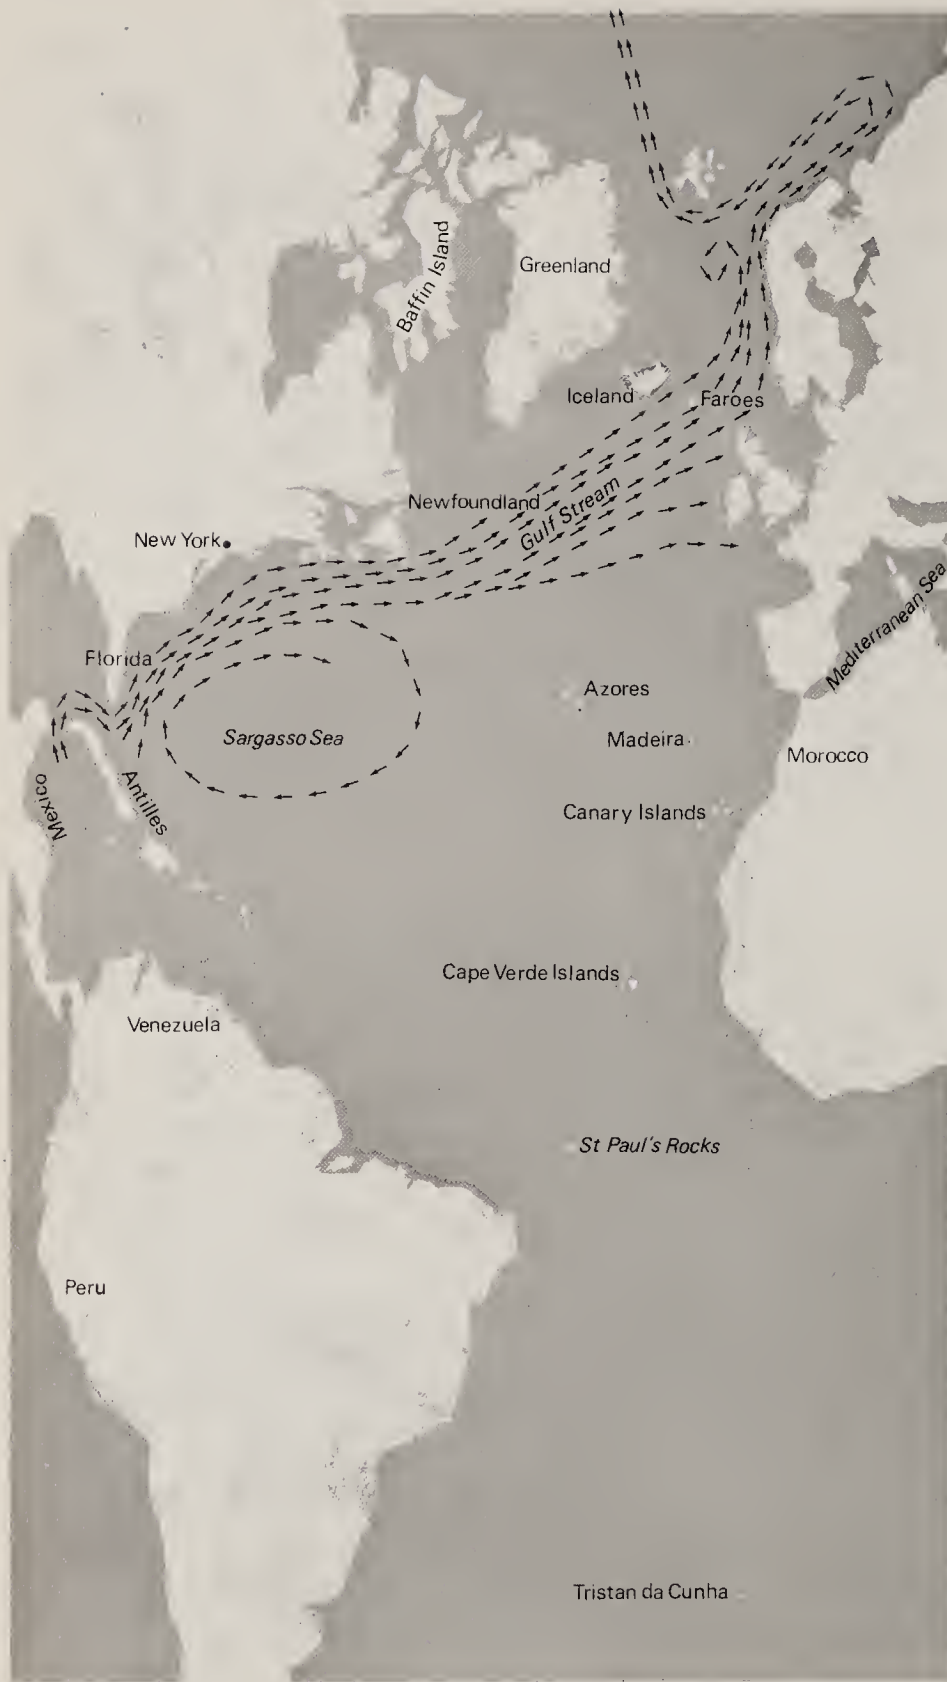 Baffin Island
Greenland
Iceland
Faroes
Newfoundland
Gulf Stream
New York
Mediterranean Sea
Florida
Azores
Sargasso Sea
Madeira
Morocco
Mexico
Antilles
Canary Islands
Cape Verde Islands
Venezuela
St Paul's Rocks
Peru
Tristan da Cunha